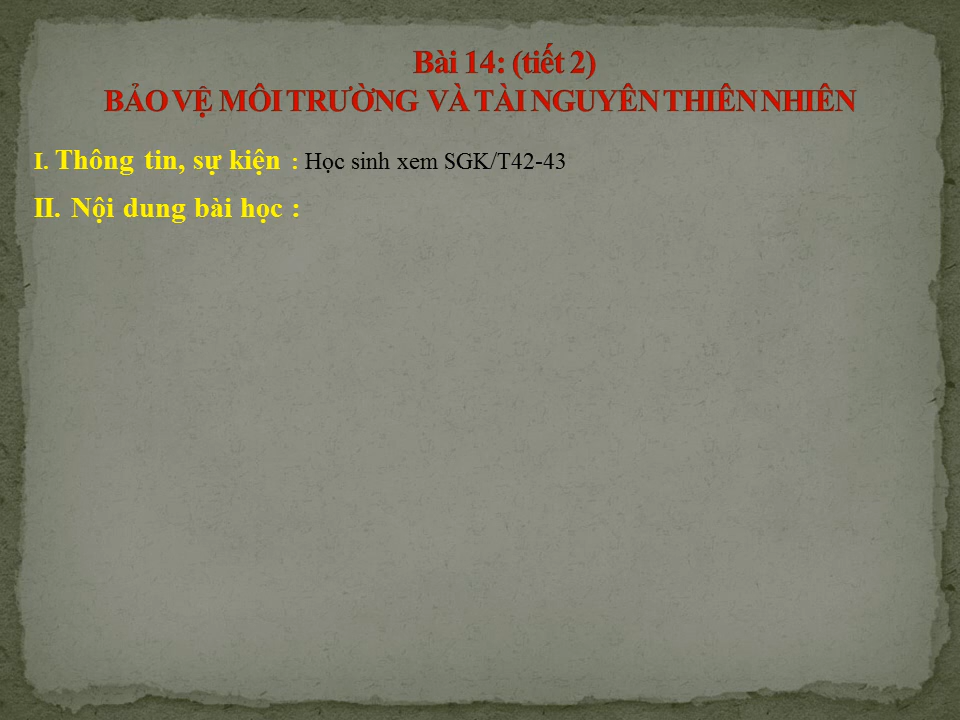 Bài 14: (tiết 2)
BẢO VỆ MÔI TRƯỜNG VÀ TÀI NGUYÊN THIÊN NHIÊN
I. Thông tin, sự kiện : Học sinh xem SGK/T42-43
II. Nội dung bài học :